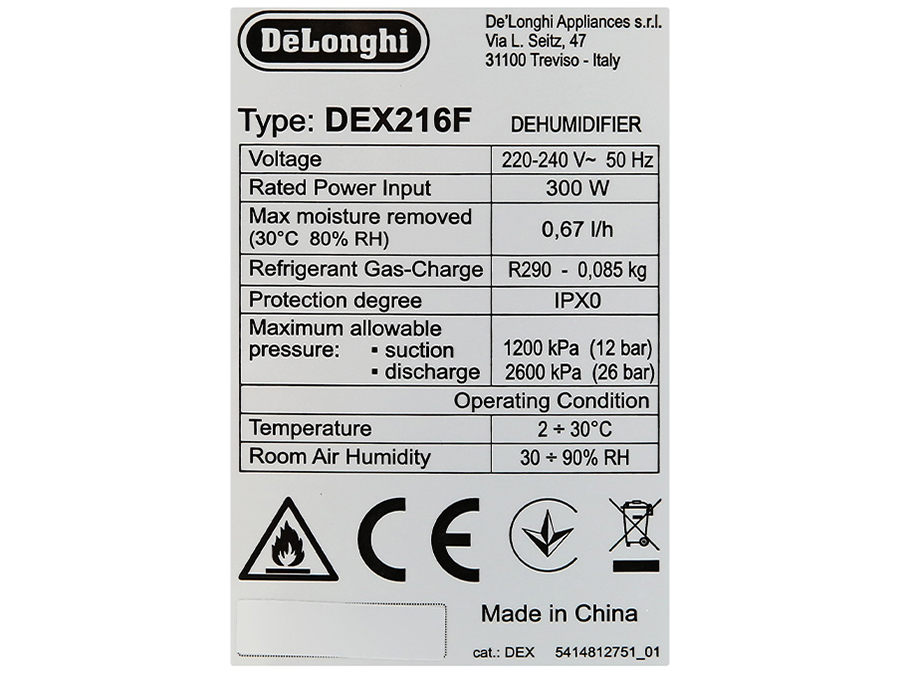 DēLonghi
De'Longhi Appliances s.r.l.
Via L. Seitz, 47
31100 Treviso - Italy
Type: DEX216F DEHUMIDIFIER
Voltage 220-240 V~ 50 Hz
Rated Power Input 300 W
Max moisture removed
(30°C 80% RH) 0,67 l/h
Refrigerant Gas-Charge R290 - 0,085 kg
Protection degree IPX0
Maximum allowable
pressure: ▪ suction 1200 kPa (12 bar)
▪ discharge 2600 kPa (26 bar)
Operating Condition
Temperature 2 ÷ 30°C
Room Air Humidity 30 ÷ 90% RH
CE
Made in China
cat.: DEX 5414812751_01